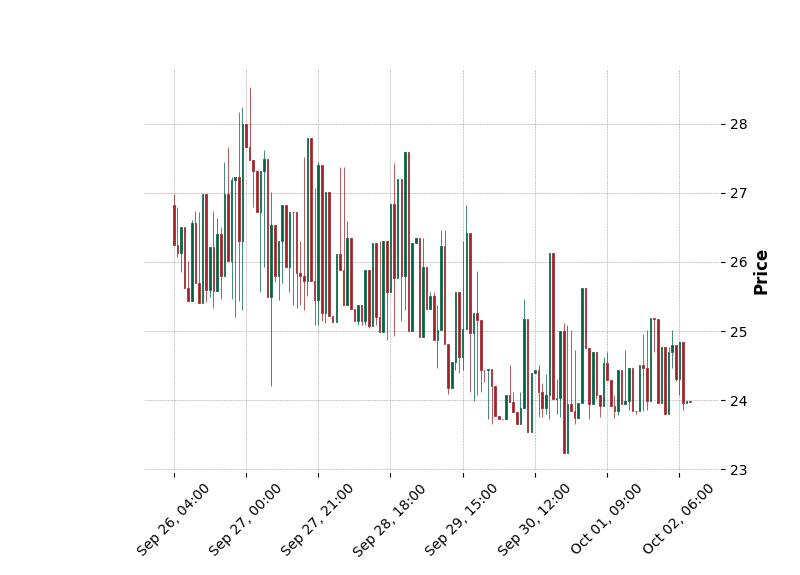 28
27
26
25
24
23
Price
Sep 26, 04:00
Sep 27, 00:00
Sep 27, 21:00
Sep 28, 18:00
Sep 29, 15:00
Sep 30, 12:00
Oct 01, 09:00
Oct 02, 06:00